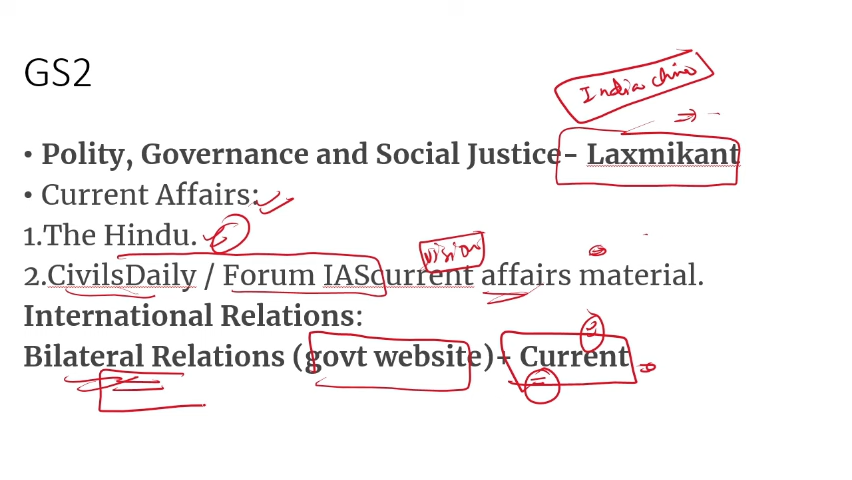 GS2
India china
• Polity, Governance and Social Justice- Laxmikant
• Current Affairs:
1.The Hindu.
vision
2.CivilsDaily / Forum IAScurrent affairs material.
International Relations:
Bilateral Relations (govt website)+ Current